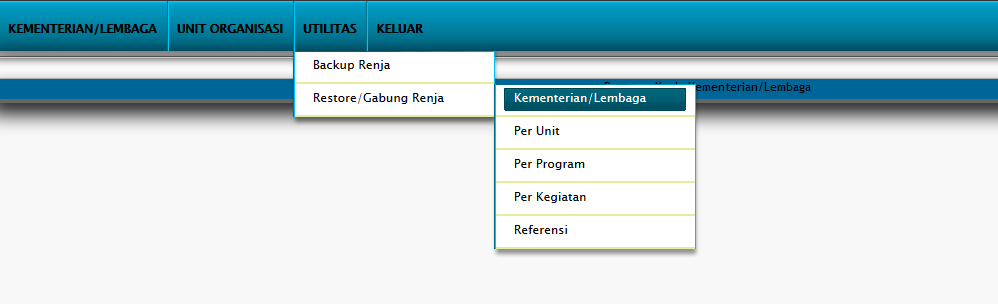 KEMENTERIAN/LEMBAGA UNIT ORGANISASI UTILITAS KELUAR
Backup Renja
Kementerian/Lembaga
Restore/Gabung Renja
Kementerian/Lembaga
Per Unit
Per Program
Per Kegiatan
Referensi